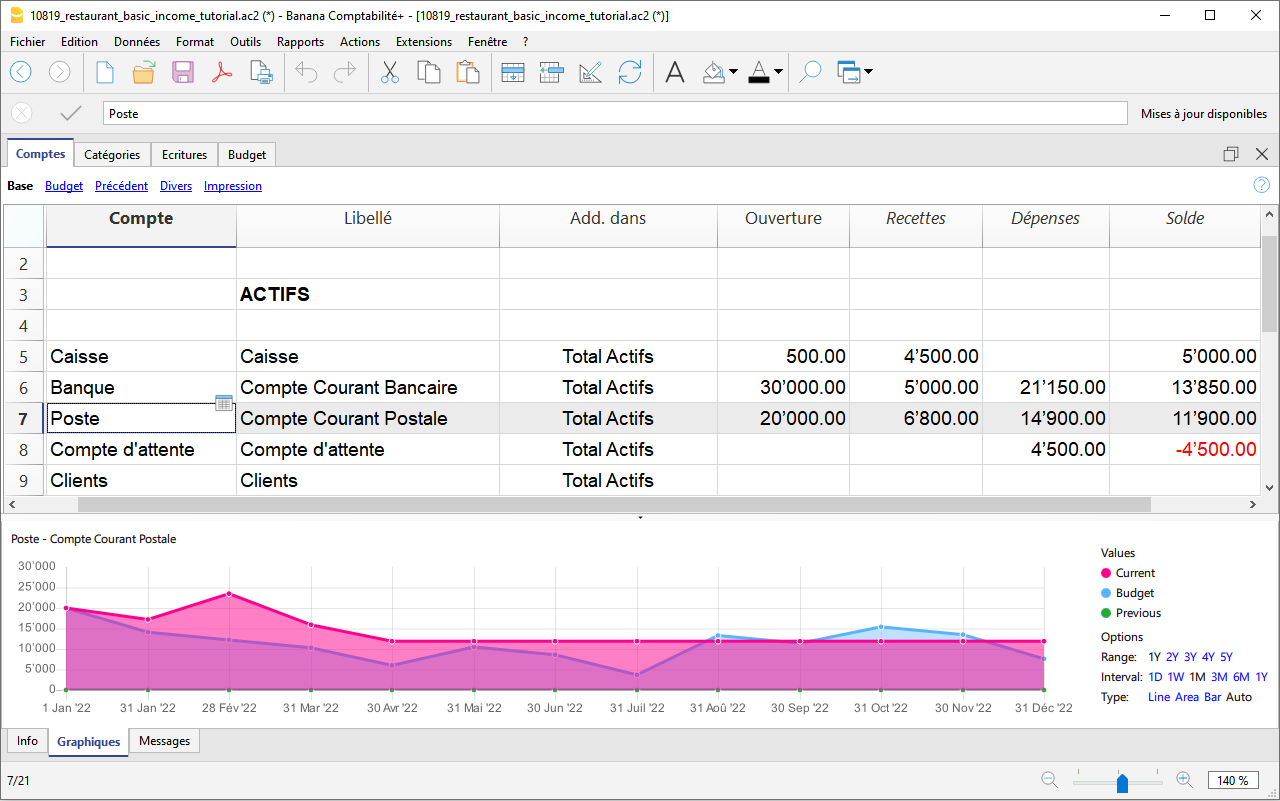 10819_restaurant_basic_income_tutorial.ac2 (*) - Banana Comptabilité+ - [10819_restaurant_basic_income_tutorial.ac2 (*)]
Fichier Edition Données Format Outils Rapports Actions Extensions Fenêtre ?
Poste Mises à jour disponibles
Comptes Catégories Ecritures Budget
Base Budget Précédent Divers Impression
Compte Libellé Add. dans Ouverture Recettes Dépenses Solde
2
3 ACTIFS
4
5 Caisse Caisse Total Actifs 500.00 4’500.00 5’000.00
6 Banque Compte Courant Bancaire Total Actifs 30’000.00 5’000.00 21’150.00 13’850.00
7 Poste Compte Courant Postale Total Actifs 20’000.00 6’800.00 14’900.00 11’900.00
8 Compte d'attente Compte d'attente Total Actifs 4’500.00 -4’500.00
9 Clients Clients Total Actifs
Poste - Compte Courant Postale
30’000
25’000
20’000
15’000
10’000
5’000
0
1 Jan '22 31 Jan '22 28 Fév '22 31 Mar '22 30 Avr '22 31 Mai '22 30 Jun '22 31 Juil '22 31 Aoû '22 30 Sep '22 31 Oct '22 30 Nov '22 31 Déc '22
Values
Current
Budget
Previous
Options
Range: 1Y 2Y 3Y 4Y 5Y
Interval: 1D 1W 1M 3M 6M 1Y
Type: Line Area Bar Auto
Info Graphiques Messages
7/21 140 %